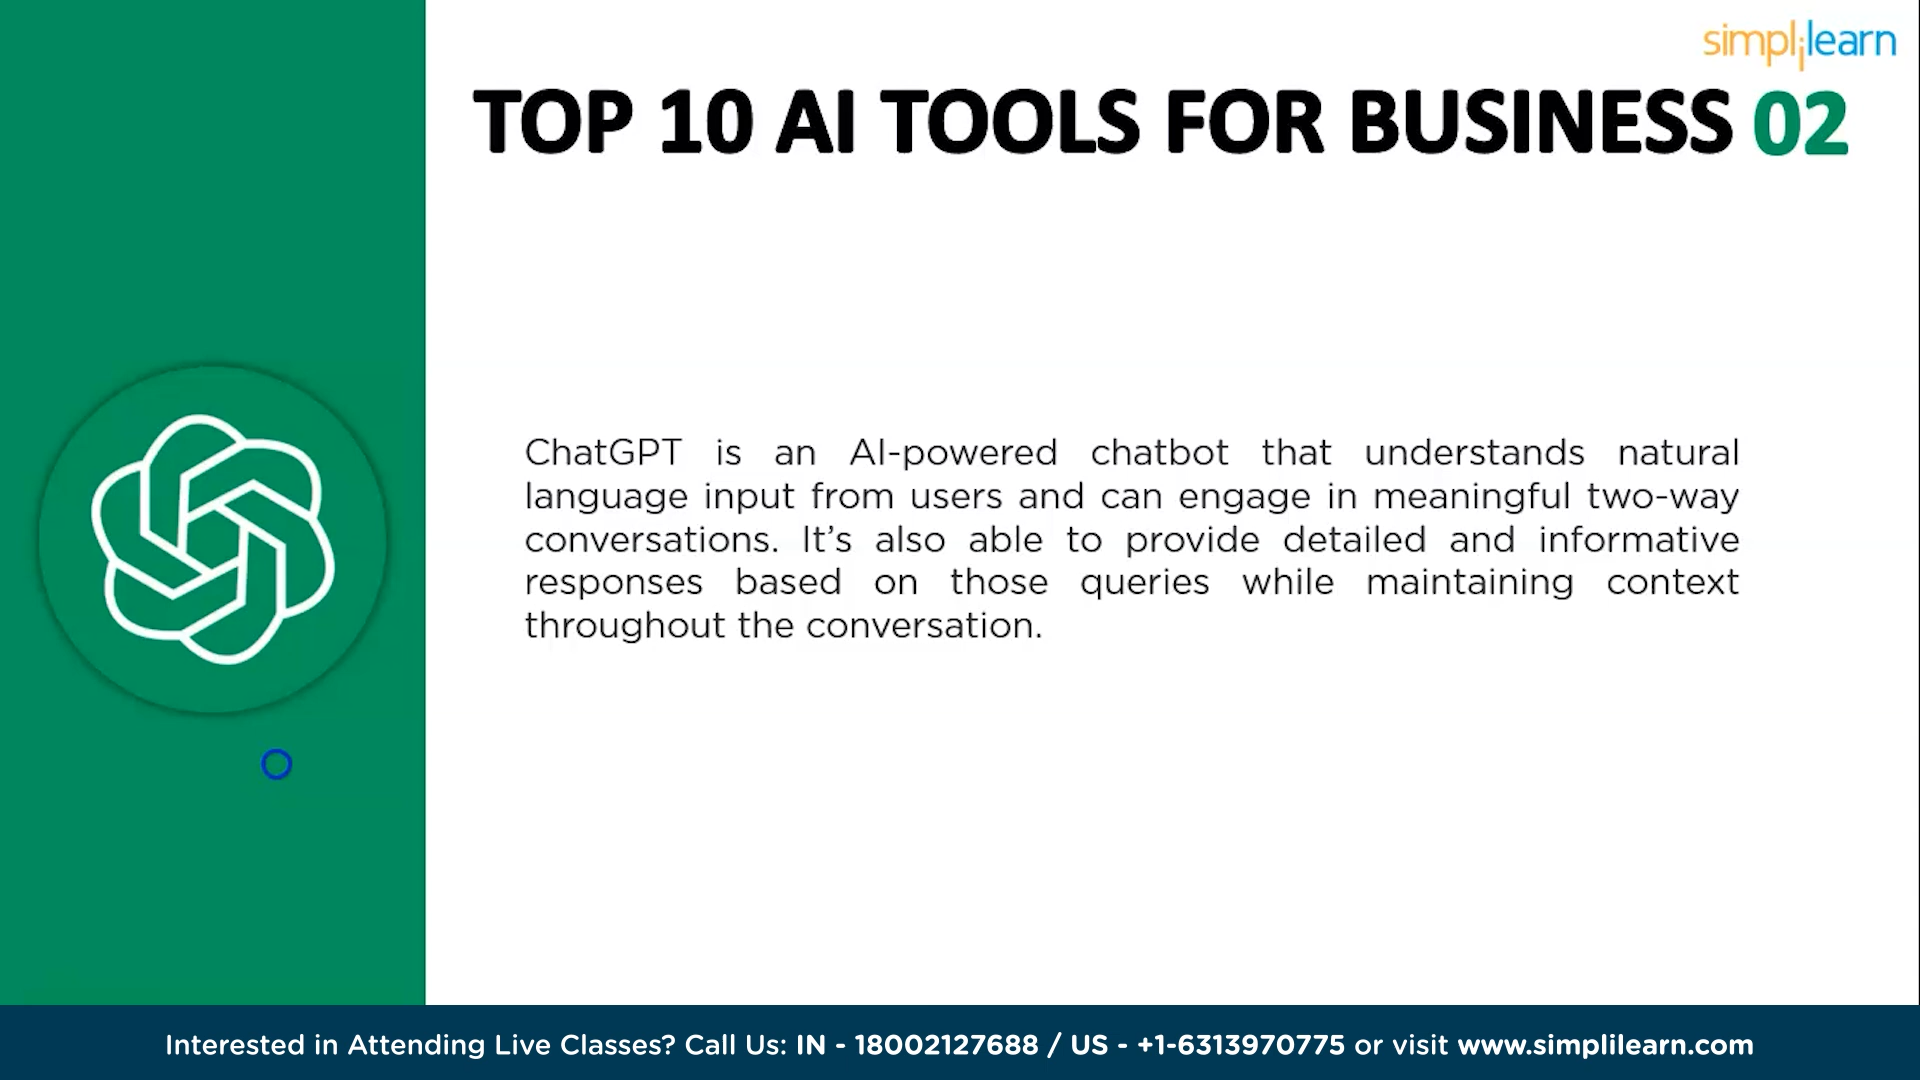 simplilearn
TOP 10 AI TOOLS FOR BUSINESS 02
ChatGPT is an AI-powered chatbot that understands natural
language input from users and can engage in meaningful two-way
conversations. It’s also able to provide detailed and informative
responses based on those queries while maintaining context
throughout the conversation.
Interested in Attending Live Classes? Call Us: IN - 18002127688 / US - +1-6313970775 or visit www.simplilearn.com